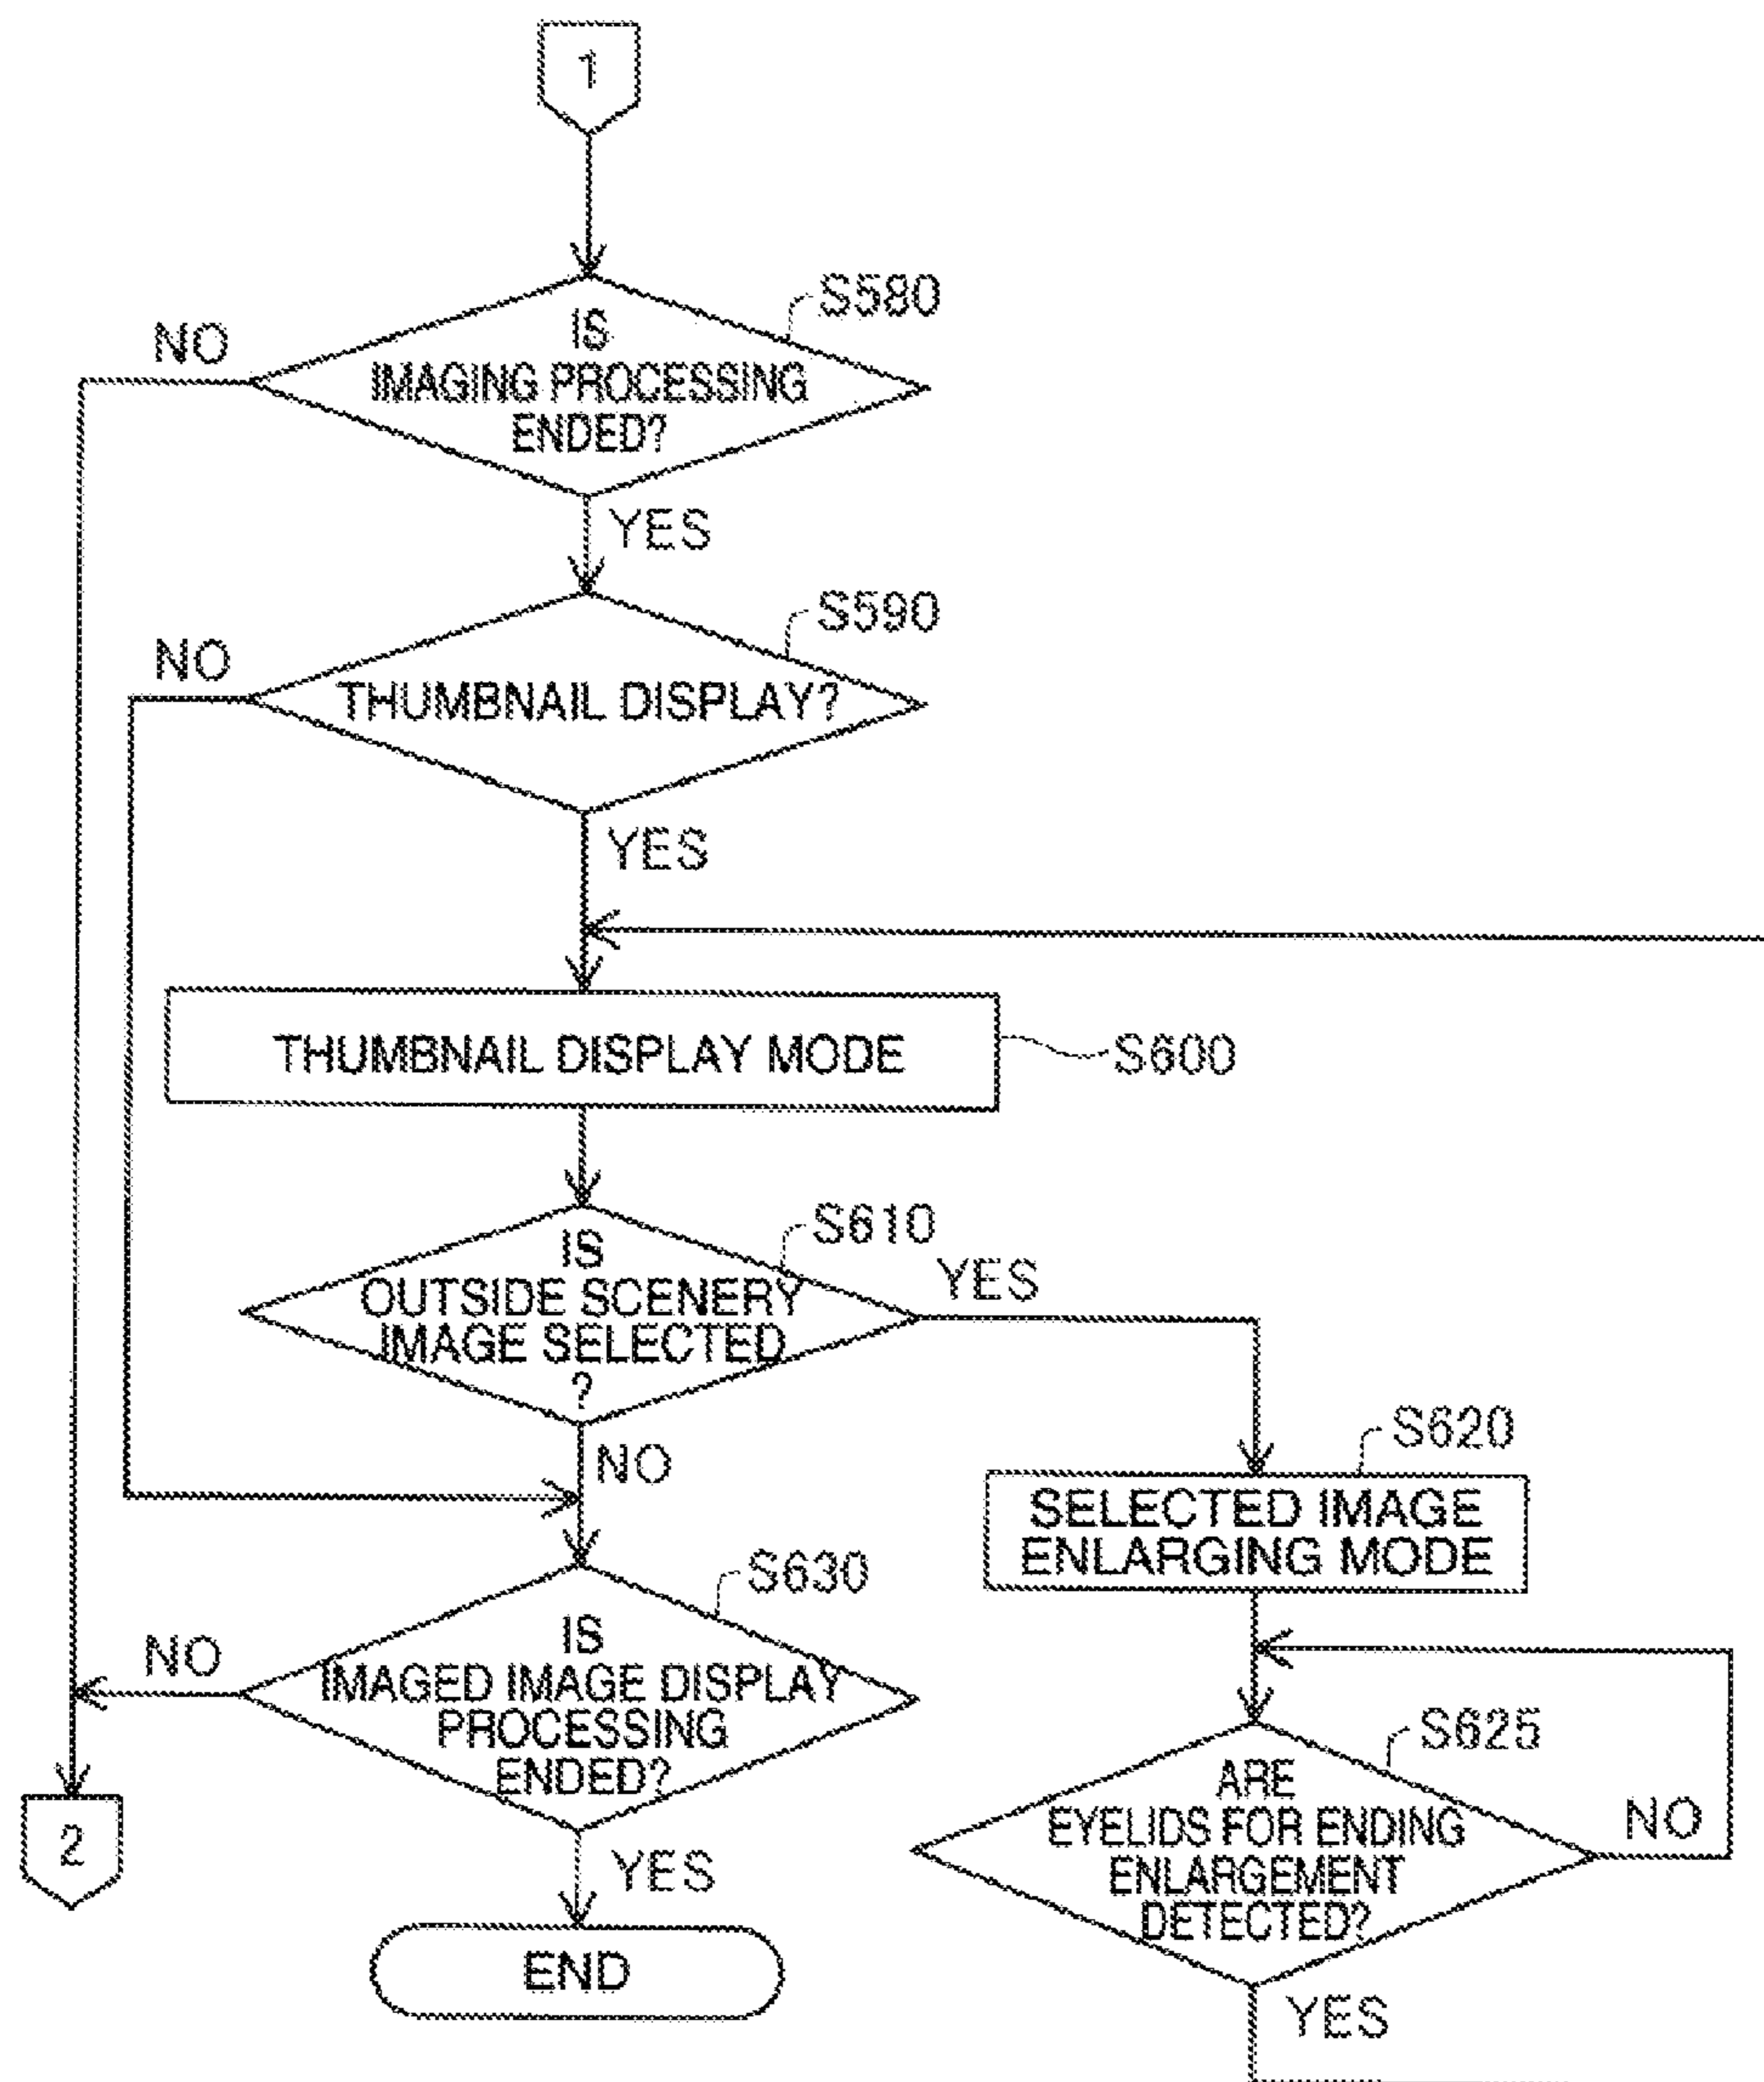 1
S580
NO
IS
IMAGING PROCESSING
ENDED?
YES
S590
NO
THUMBNAIL DISPLAY?
YES
THUMBNAIL DISPLAY MODE
S600
S610
IS
OUTSIDE SCENERY
IMAGE SELECTED
?
YES
NO
S620
SELECTED IMAGE
ENLARGING MODE
S630
NO
IS
IMAGED IMAGE DISPLAY
PROCESSING
ENDED?
S625
ARE
EYELIDS FOR ENDING
ENLARGEMENT
DETECTED?
NO
2
YES
END
YES